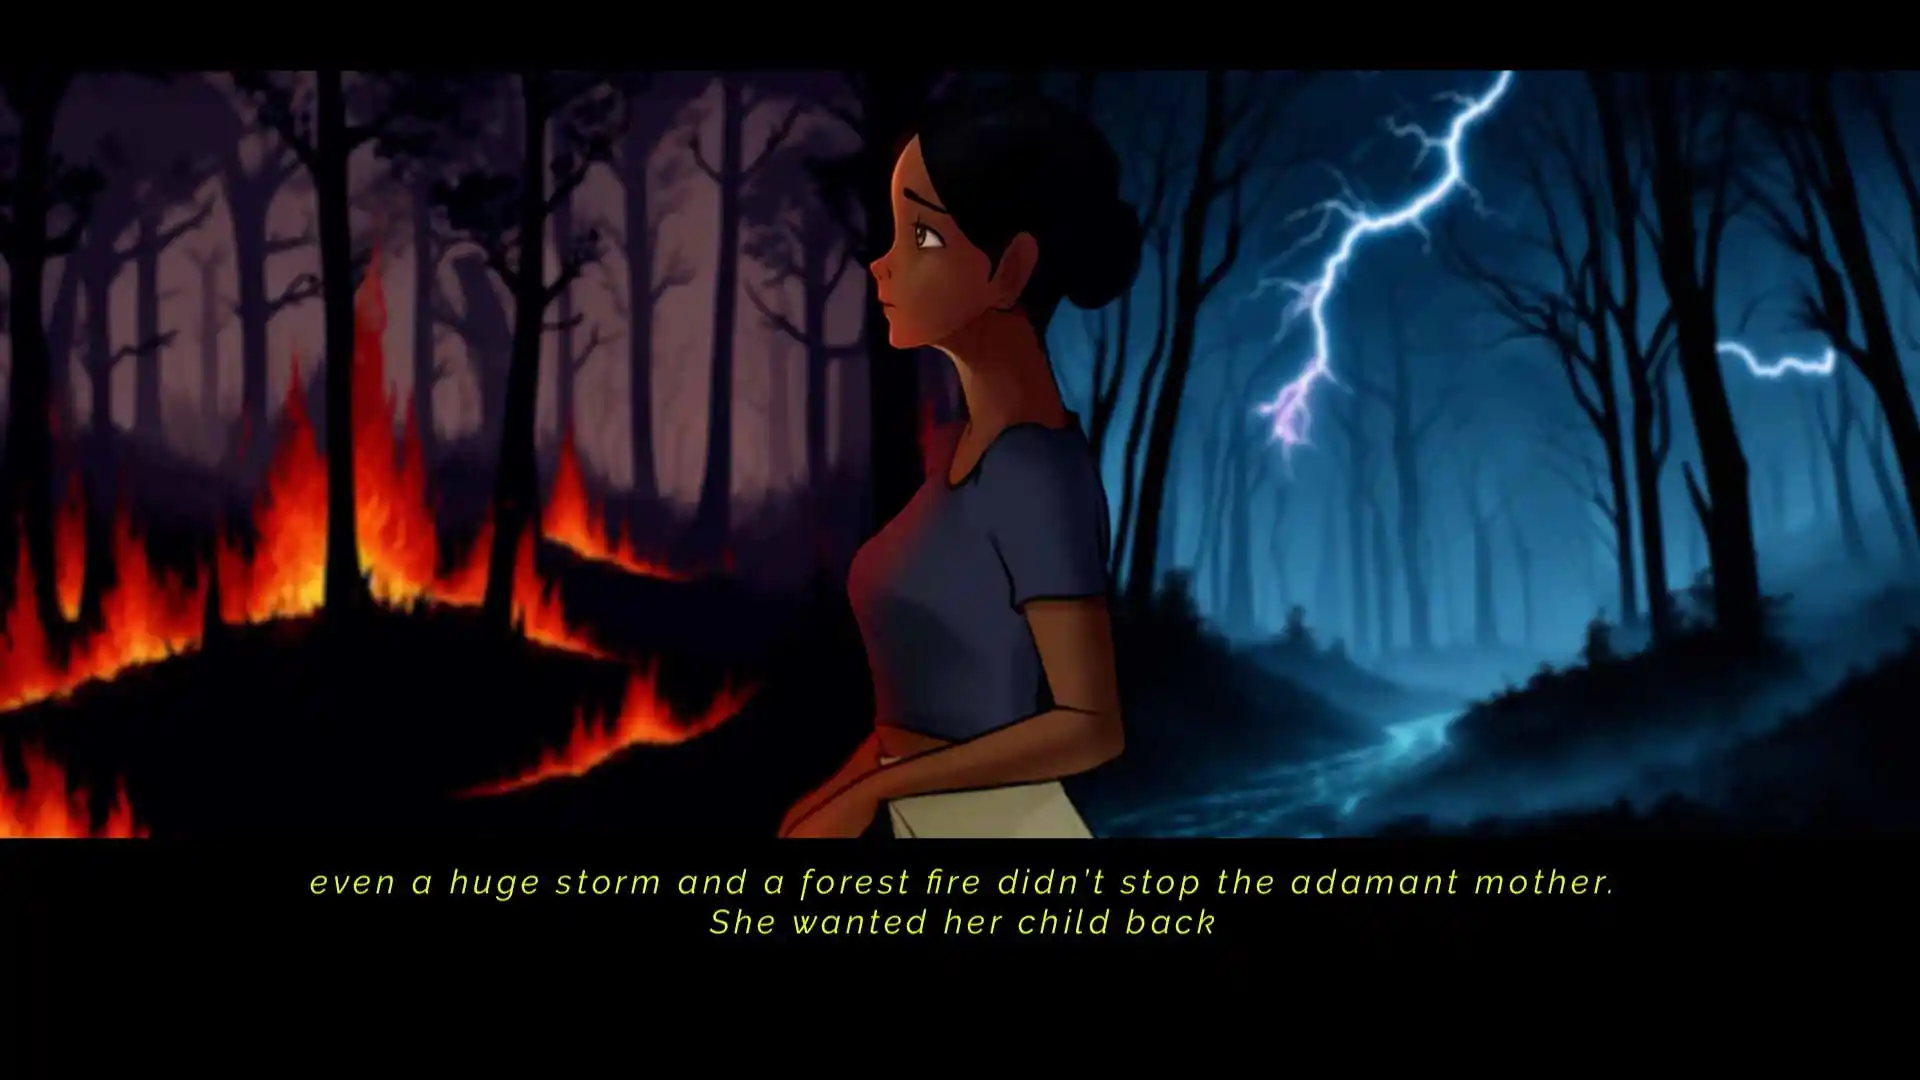 even a huge storm and a forest fire didn't stop the adamant mother.
She wanted her child back